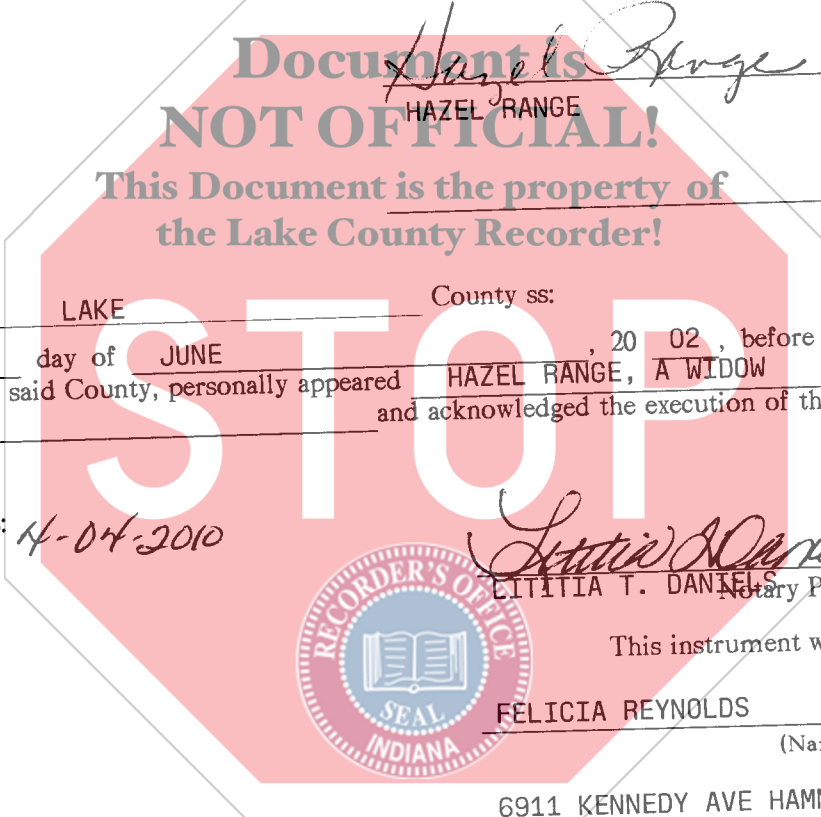 Document is
Hazel Range
HAZEL RANGE
NOT OFFICIAL!
This Document is the property of
the Lake County Recorder!
STOP
LAKE County ss:
day of JUNE , 20 02 , before
said County, personally appeared HAZEL RANGE, A WIDOW
and acknowledged the execution of th
: 4-04-2010
LITITIA T. DANIELS Notary P
RECORDER'S OFFICE
SEAL
INDIANA
This instrument w
FELICIA REYNOLDS
(Na
6911 KENNEDY AVE HAMM